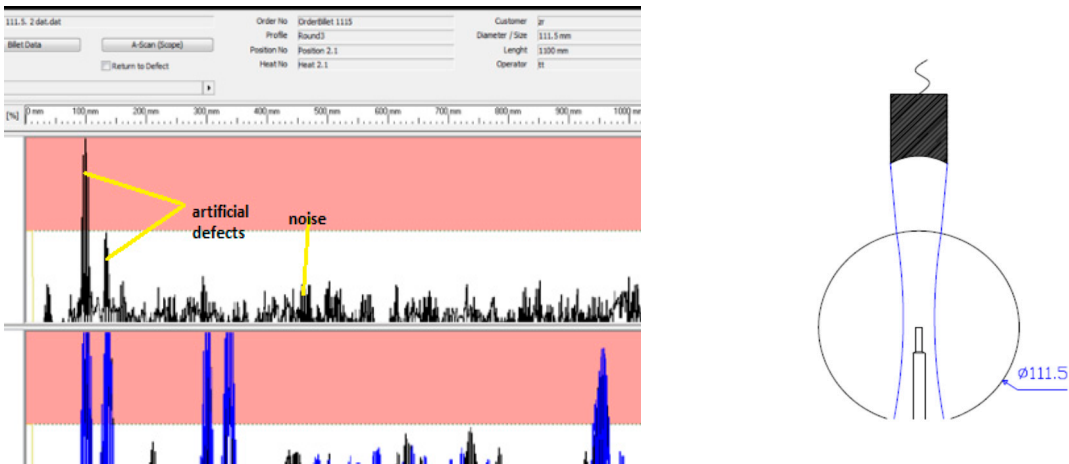 111.5. 2 dat.dat
Order No OrderBillet 1115
Customer zr
Billet Data
A-Scan (Scope)
Profile Round3
Diameter / Size 111.5 mm
Position No Position 2.1
Lenght 1100 mm
Return to Defect
Heat No Heat 2.1
Operator tt
[%] 0 mm 100 mm 200 mm 300 mm 400 mm 500 mm 600 mm 700 mm 800 mm 900 mm 1000 m
artificial
defects
noise
Ø111.5